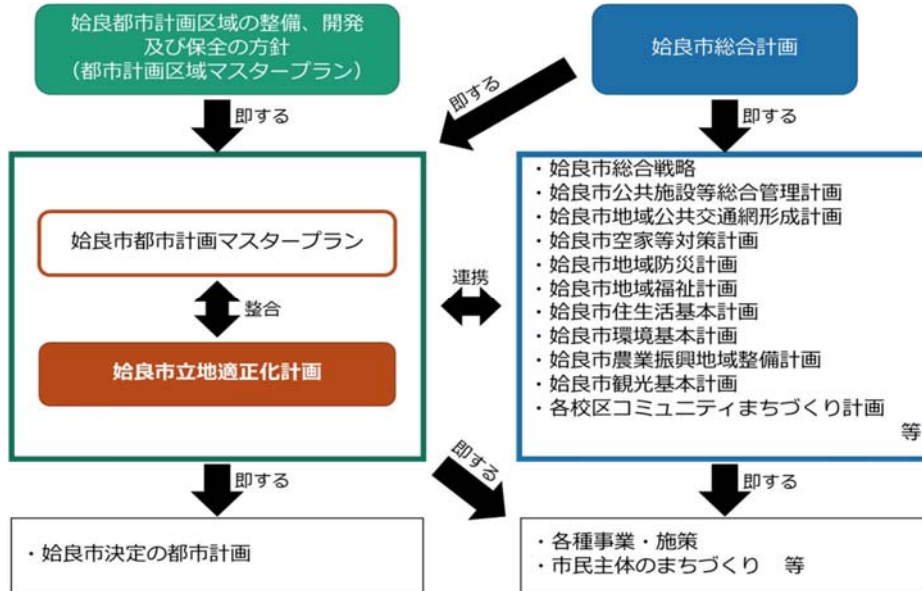 姶良都市計画区域の整備、開発
及び保全の方針
（都市計画区域マスタープラン）
姶良市総合計画
即する
即する
即する
姶良市都市計画マスタープラン
整合
姶良市立地適正化計画
連携
・姶良市総合戦略
・姶良市公共施設等総合管理計画
・姶良市地域公共交通網形成計画
・姶良市空家等対策計画
・姶良市地域防災計画
・姶良市地域福祉計画
・姶良市住生活基本計画
・姶良市環境基本計画
・姶良市農業振興地域整備計画
・姶良市観光基本計画
・各校区コミュニティまちづくり計画
等
即する
即する
即する
・姶良市決定の都市計画
・各種事業・施策
・市民主体のまちづくり　等